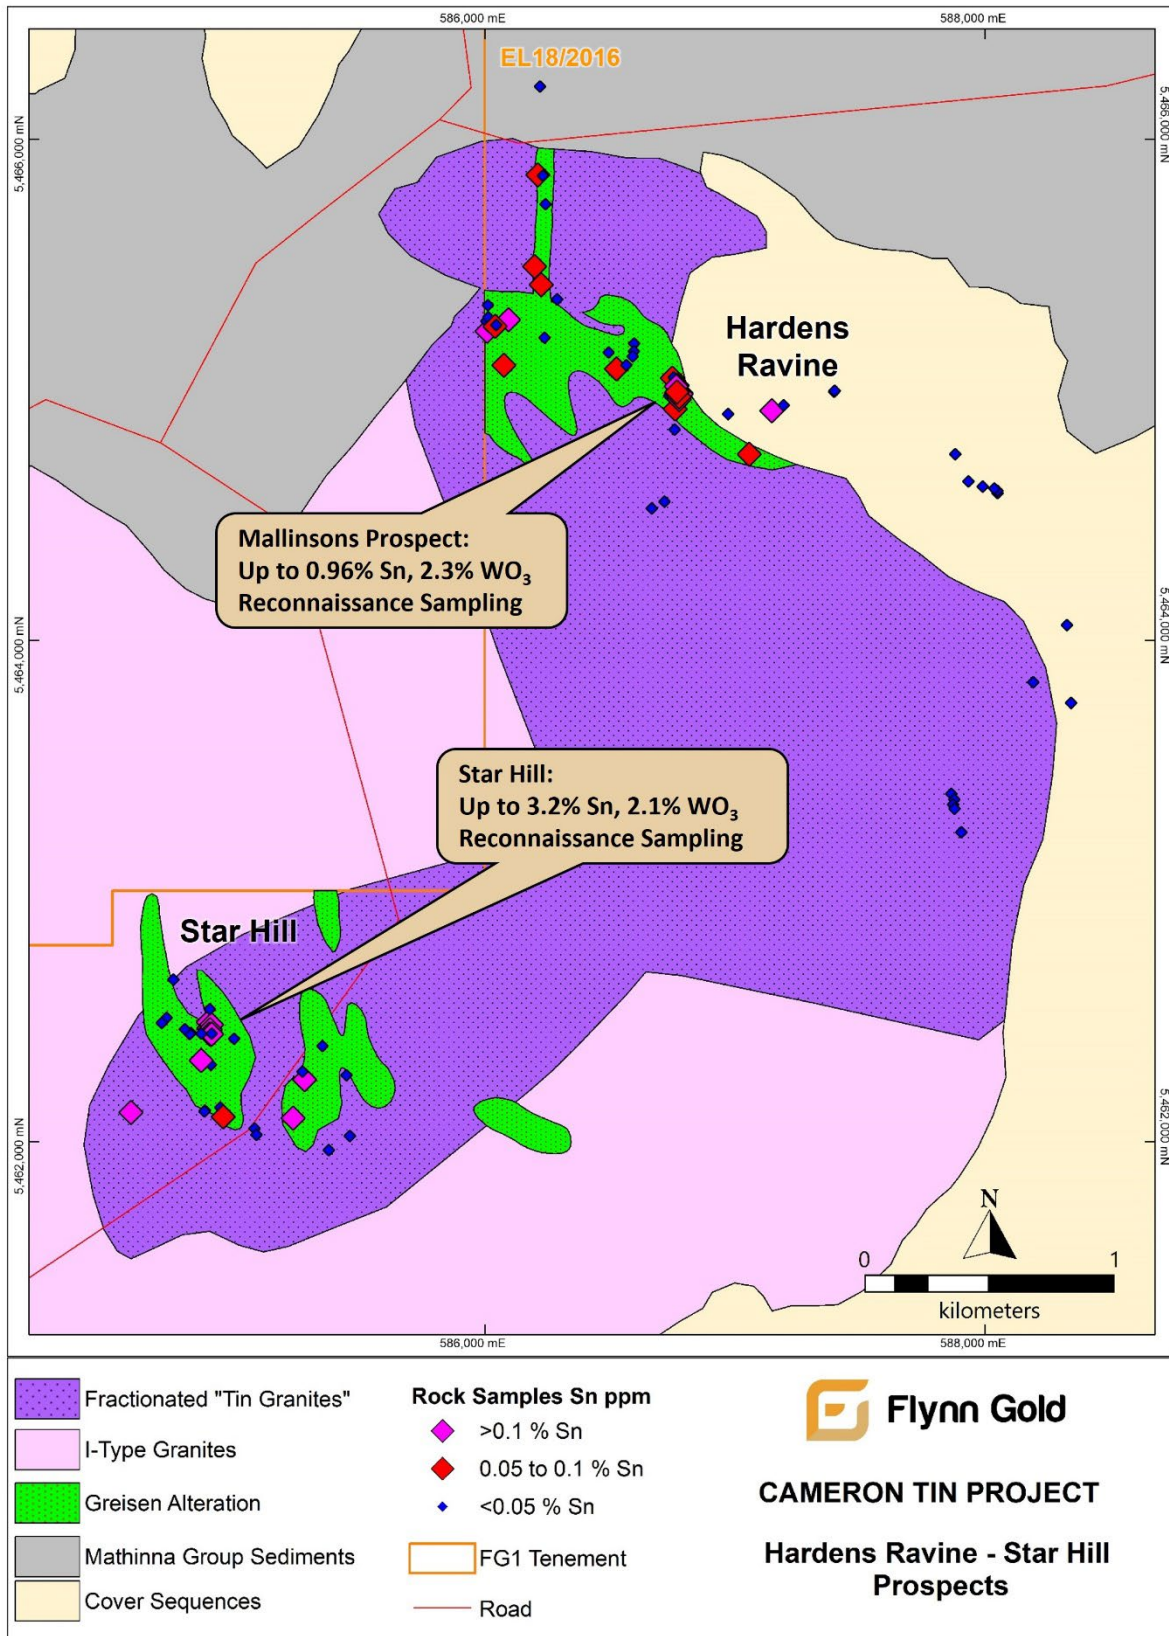 586,000 mE
588,000 mE
EL18/2016
5,466,000 mN
5,466,000 mN
Hardens
Ravine
Mallinsons Prospect:
Up to 0.96% Sn, 2.3% WO₃
Reconnaissance Sampling
5,464,000 mN
5,464,000 mN
Star Hill:
Up to 3.2% Sn, 2.1% WO₃
Reconnaissance Sampling
Star Hill
5,462,000 mN
5,462,000 mN
N
0
1
kilometers
586,000 mE
588,000 mE
Fractionated "Tin Granites"
I-Type Granites
Greisen Alteration
Mathinna Group Sediments
Cover Sequences
Rock Samples Sn ppm
>0.1 % Sn
0.05 to 0.1 % Sn
<0.05 % Sn
FG1 Tenement
Road
Flynn Gold
CAMERON TIN PROJECT
Hardens Ravine - Star Hill
Prospects